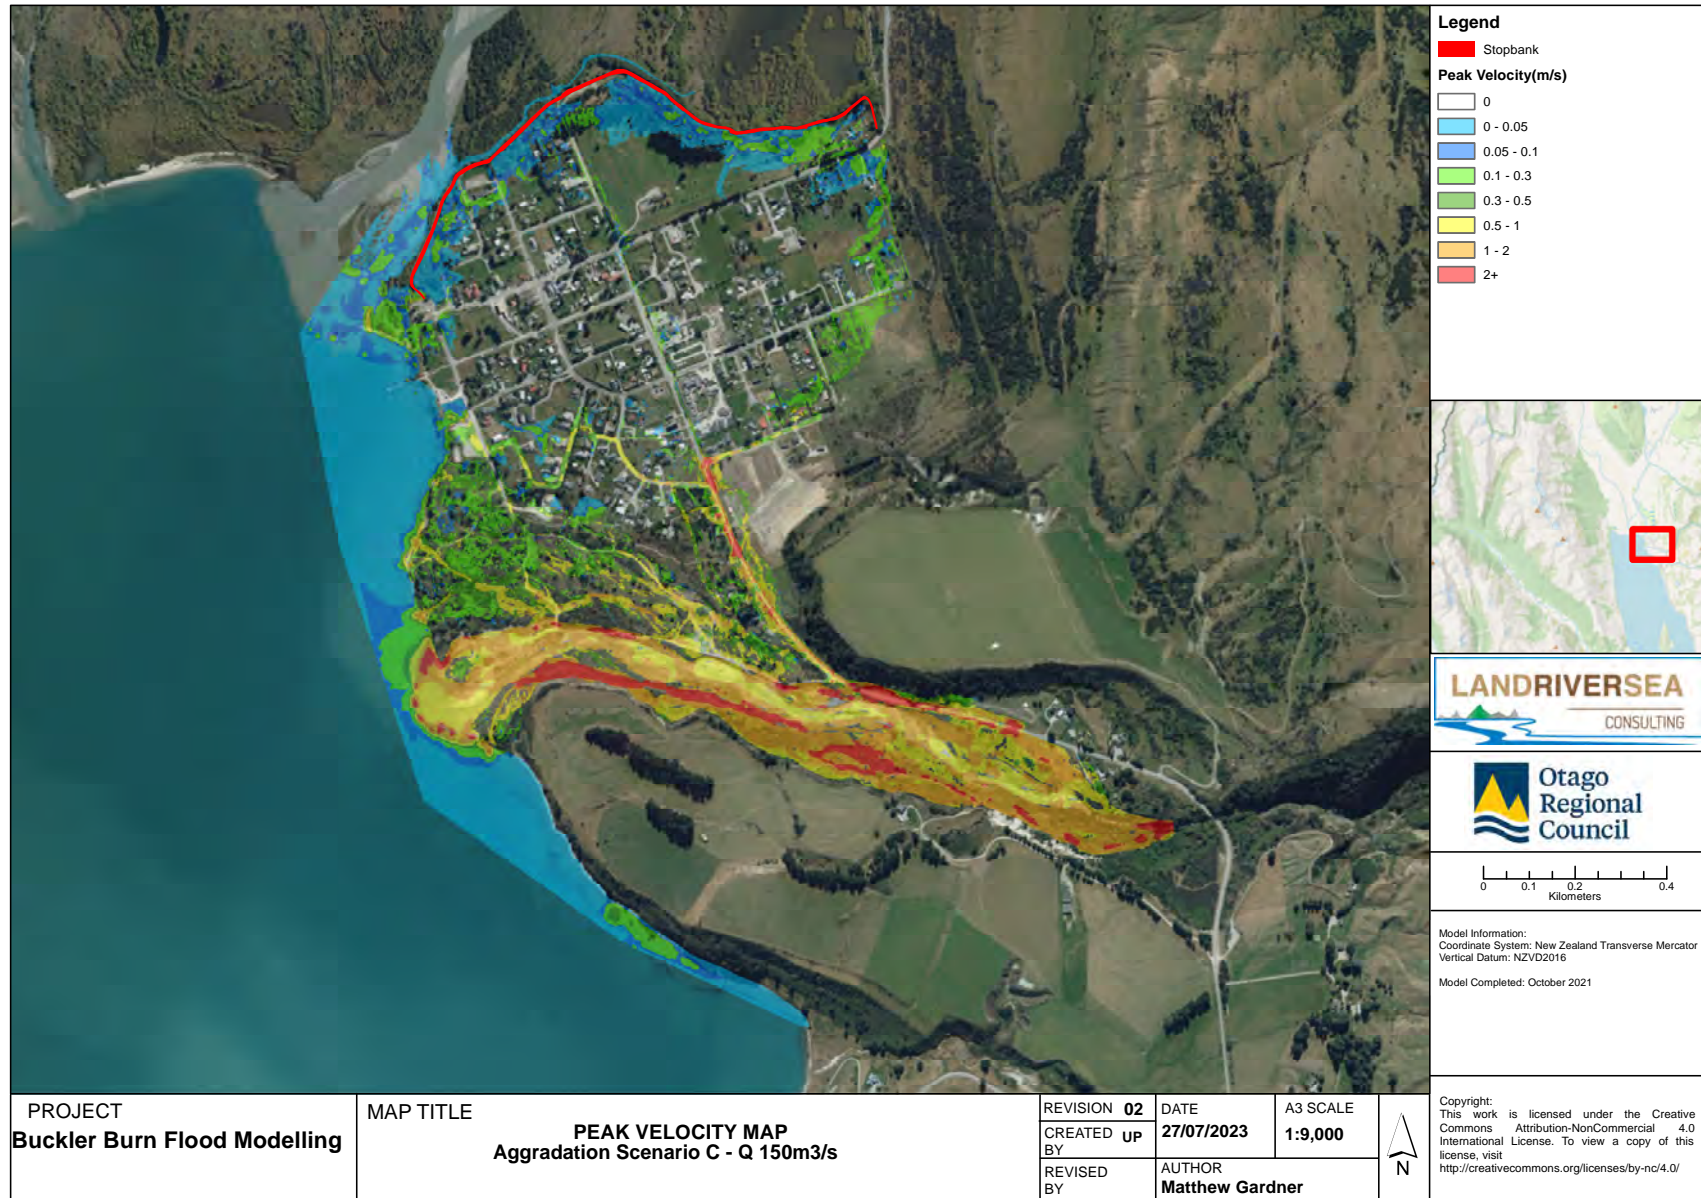 Legend
Stopbank
Peak Velocity(m/s)
0
0 - 0.05
0.05 - 0.1
0.1 - 0.3
0.3 - 0.5
0.5 - 1
1 - 2
2+
LANDRIVERSEA
CONSULTING
Otago
Regional
Council
0 0.1 0.2 0.4
Kilometers
Model Information:
Coordinate System: New Zealand Transverse Mercator
Vertical Datum: NZVD2016
Model Completed: October 2021
Copyright:
This work is licensed under the Creative
Commons Attribution-NonCommercial 4.0
International License. To view a copy of this
license, visit
http://creativecommons.org/licenses/by-nc/4.0/
PROJECT
Buckler Burn Flood Modelling
MAP TITLE
PEAK VELOCITY MAP
Aggradation Scenario C - Q 150m3/s
REVISION 02
CREATED BY UP
REVISED BY
DATE
27/07/2023
A3 SCALE
1:9,000
AUTHOR
Matthew Gardner
N